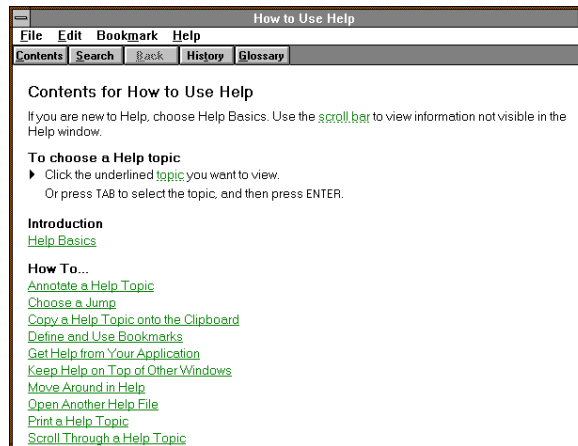 How to Use Help
File Edit Bookmark Help
Contents Search Back History Glossary
Contents for How to Use Help
If you are new to Help, choose Help Basics. Use the scroll bar to view information not visible in the
Help window.
To choose a Help topic
Click the underlined topic you want to view.
Or press TAB to select the topic, and then press ENTER.
Introduction
Help Basics
How To...
Annotate a Help Topic
Choose a Jump
Copy a Help Topic onto the Clipboard
Define and Use Bookmarks
Get Help from Your Application
Keep Help on Top of Other Windows
Move Around in Help
Open Another Help File
Print a Help Topic
Scroll Through a Help Topic